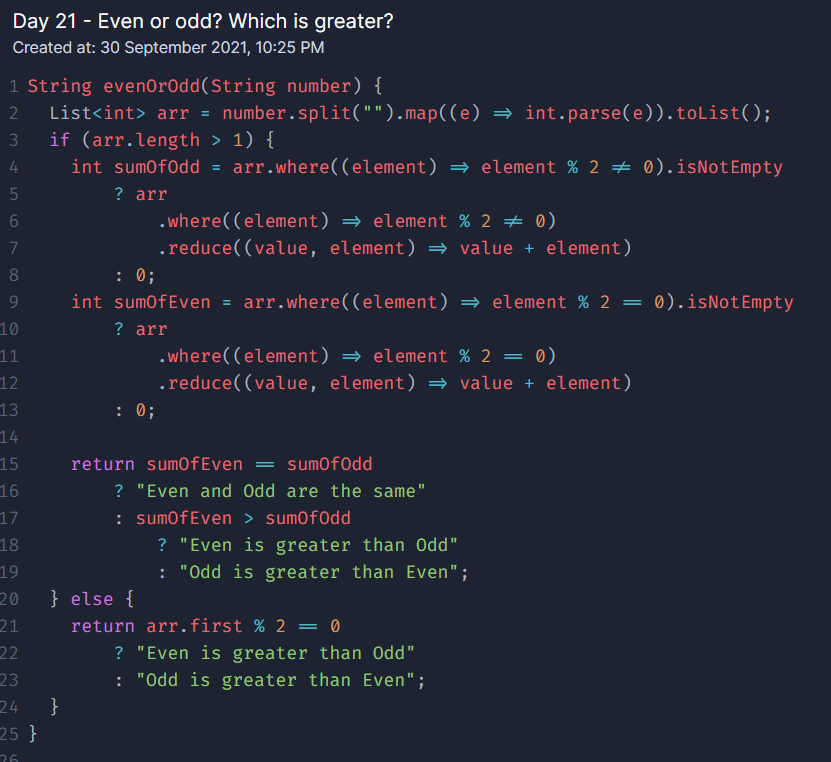 Day 21 - Even or odd? Which is greater?
Created at: 30 September 2021, 10:25 PM
1 String evenOrOdd(String number) {
2   List<int> arr = number.split("").map((e) => int.parse(e)).toList();
3   if (arr.length > 1) {
4     int sumOfOdd = arr.where((element) => element % 2 != 0).isNotEmpty
5         ? arr
6             .where((element) => element % 2 != 0)
7             .reduce((value, element) => value + element)
8         : 0;
9     int sumOfEven = arr.where((element) => element % 2 == 0).isNotEmpty
10         ? arr
11             .where((element) => element % 2 == 0)
12             .reduce((value, element) => value + element)
13         : 0;
14
15     return sumOfEven == sumOfOdd
16         ? "Even and Odd are the same"
17         : sumOfEven > sumOfOdd
18             ? "Even is greater than Odd"
19             : "Odd is greater than Even";
20   } else {
21     return arr.first % 2 == 0
22         ? "Even is greater than Odd"
23         : "Odd is greater than Even";
24   }
25 }
26